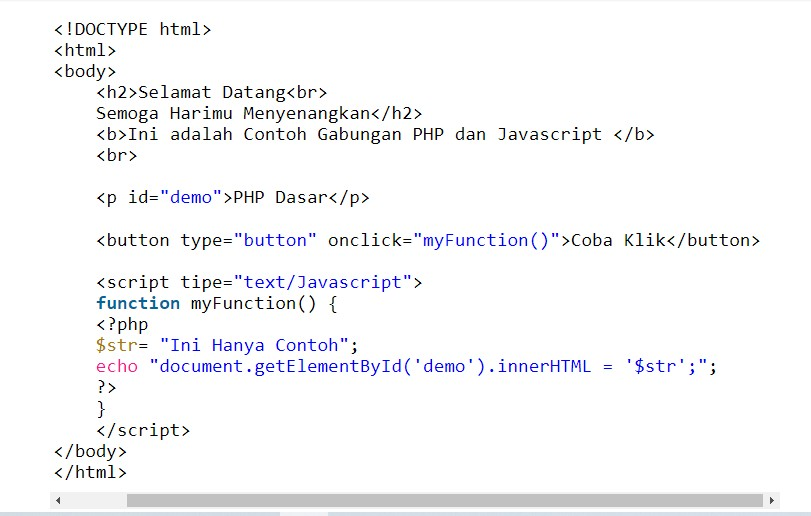 <!DOCTYPE html>
<html>
<body>
<h2>Selamat Datang<br>
Semoga Harimu Menyenangkan</h2>
<b>Ini adalah Contoh Gabungan PHP dan Javascript </b>
<br>
<p id="demo">PHP Dasar</p>
<button type="button" onclick="myFunction()">Coba Klik</button>
<script tipe="text/Javascript">
function myFunction() {
<?php
$str= "Ini Hanya Contoh";
echo "document.getElementById('demo').innerHTML = '$str';";
?>
}
</script>
</body>
</html>